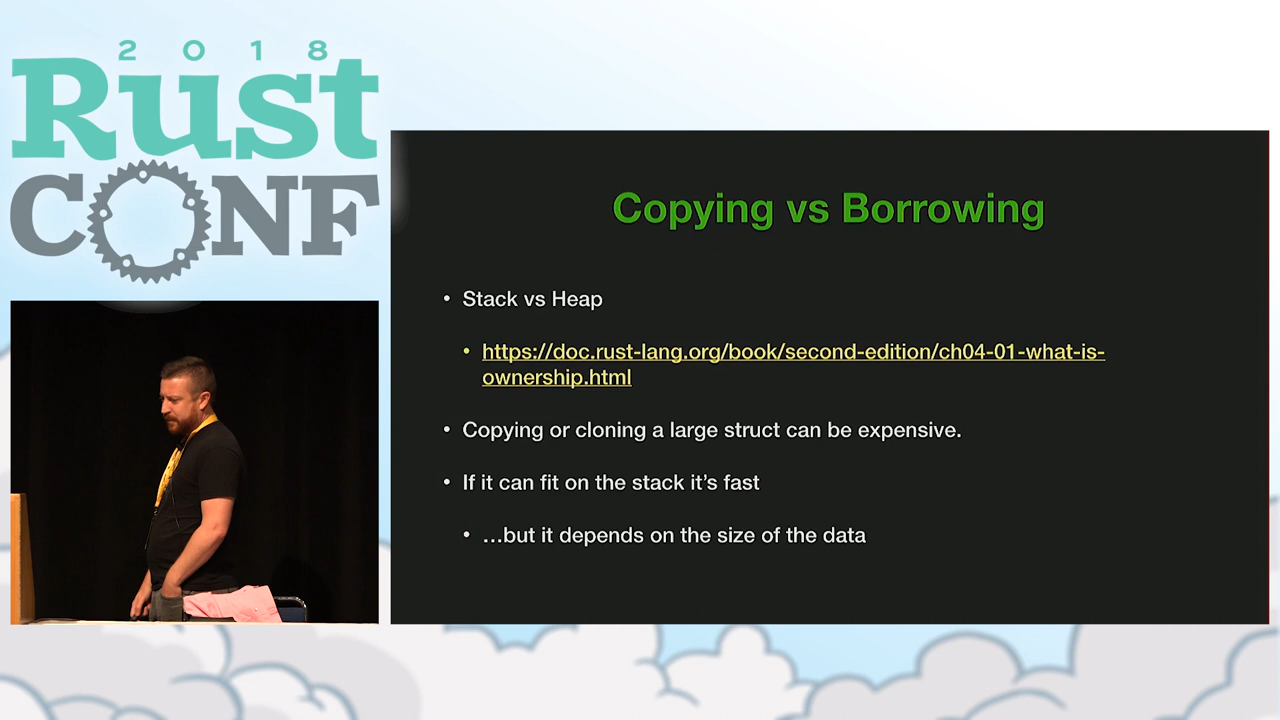 2018
Rust
CONF
Copying vs Borrowing
• Stack vs Heap
• https://doc.rust-lang.org/book/second-edition/ch04-01-what-is-
ownership.html
• Copying or cloning a large struct can be expensive.
• If it can fit on the stack it’s fast
• …but it depends on the size of the data